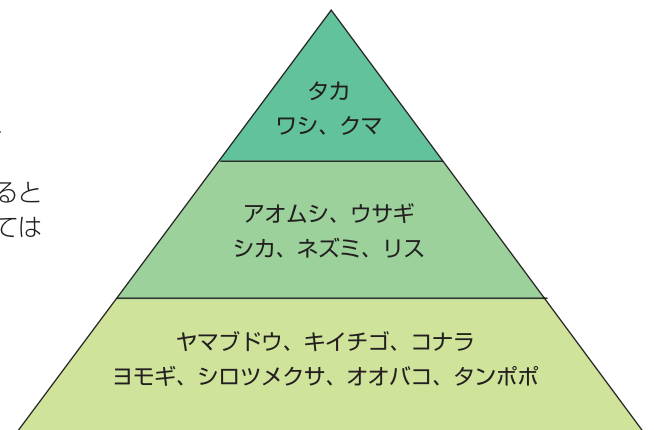 タカ
ワシ、クマ
ると
ては
アオムシ、ウサギ
シカ、ネズミ、リス
ヤマブドウ、キイチゴ、コナラ
ヨモギ、シロツメクサ、オオバコ、タンポポ